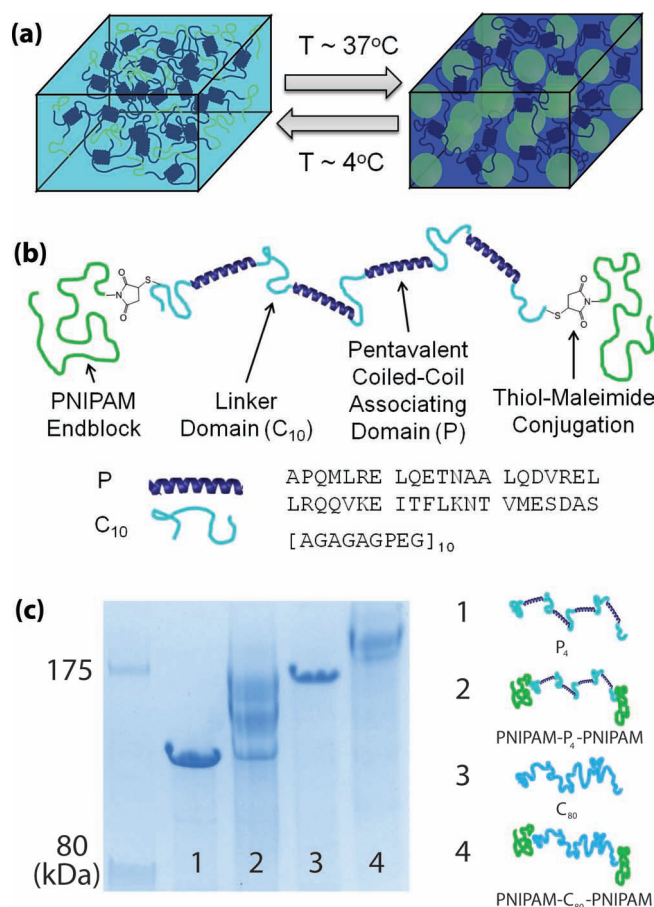 (a)
T ~ 37°C
T ~ 4°C
(b)
O
N
O
S
S
O
N
O
PNIPAM
Endblock
Linker
Domain (C₁₀)
Pentavalent
Coiled-Coil
Associating
Domain (P)
Thiol-Maleimide
Conjugation
P
APQMLRE LQETNAA LQDVREL
LRQQVKE ITFLKNT VMESDAS
C₁₀
[AGAGAGPEG]₁₀
(c)
175
80
(kDa)
1 2 3 4
1
P₄
2
PNIPAM-P₄-PNIPAM
3
C₈₀
4
PNIPAM-C₈₀-PNIPAM